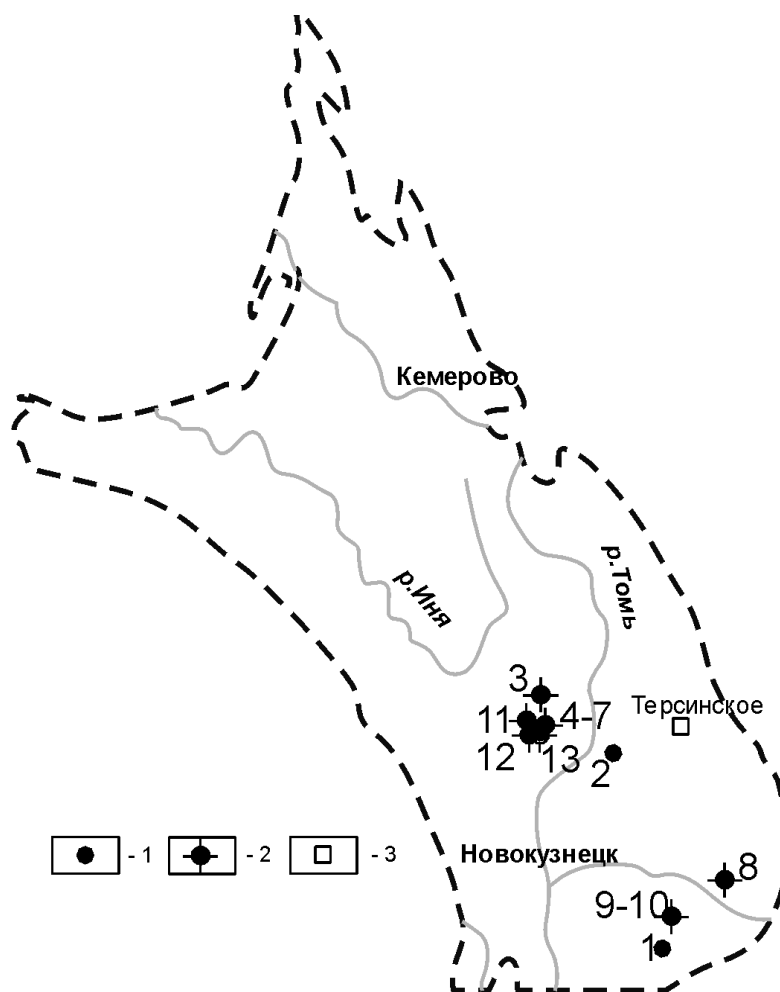 Кемерово
р.Иня
р.Томь
3
Терсинское
11
4-7
12
13
2
- 1
- 2
- 3
Новокузнецк
8
9-10
1